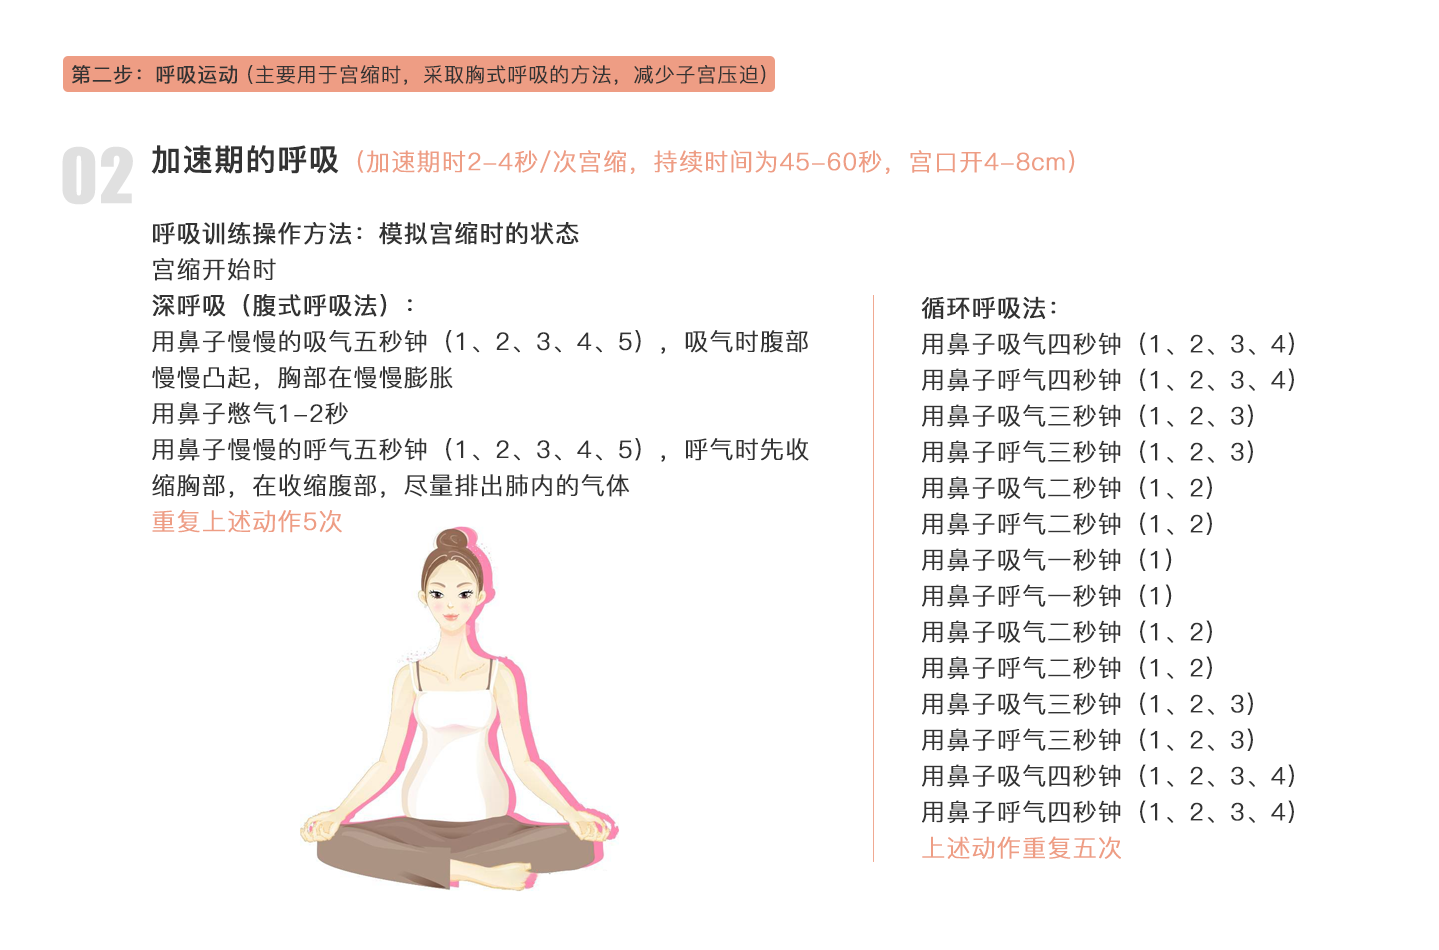 第二步：呼吸运动（主要用于宫缩时，采取胸式呼吸的方法，减少子宫压迫）
02 加速期的呼吸（加速期时2-4秒/次宫缩，持续时间为45-60秒，宫口开4-8cm）
呼吸训练操作方法：模拟宫缩时的状态
宫缩开始时
深呼吸（腹式呼吸法）：
用鼻子慢慢的吸气五秒钟（1、2、3、4、5），吸气时腹部
慢慢凸起，胸部在慢慢膨胀
用鼻子憋气1-2秒
用鼻子慢慢的呼气五秒钟（1、2、3、4、5），呼气时先收
缩胸部，在收缩腹部，尽量排出肺内的气体
重复上述动作5次
循环呼吸法：
用鼻子吸气四秒钟（1、2、3、4）
用鼻子呼气四秒钟（1、2、3、4）
用鼻子吸气三秒钟（1、2、3）
用鼻子呼气三秒钟（1、2、3）
用鼻子吸气二秒钟（1、2）
用鼻子呼气二秒钟（1、2）
用鼻子吸气一秒钟（1）
用鼻子呼气一秒钟（1）
用鼻子吸气二秒钟（1、2）
用鼻子呼气二秒钟（1、2）
用鼻子吸气三秒钟（1、2、3）
用鼻子呼气三秒钟（1、2、3）
用鼻子吸气四秒钟（1、2、3、4）
用鼻子呼气四秒钟（1、2、3、4）
上述动作重复五次